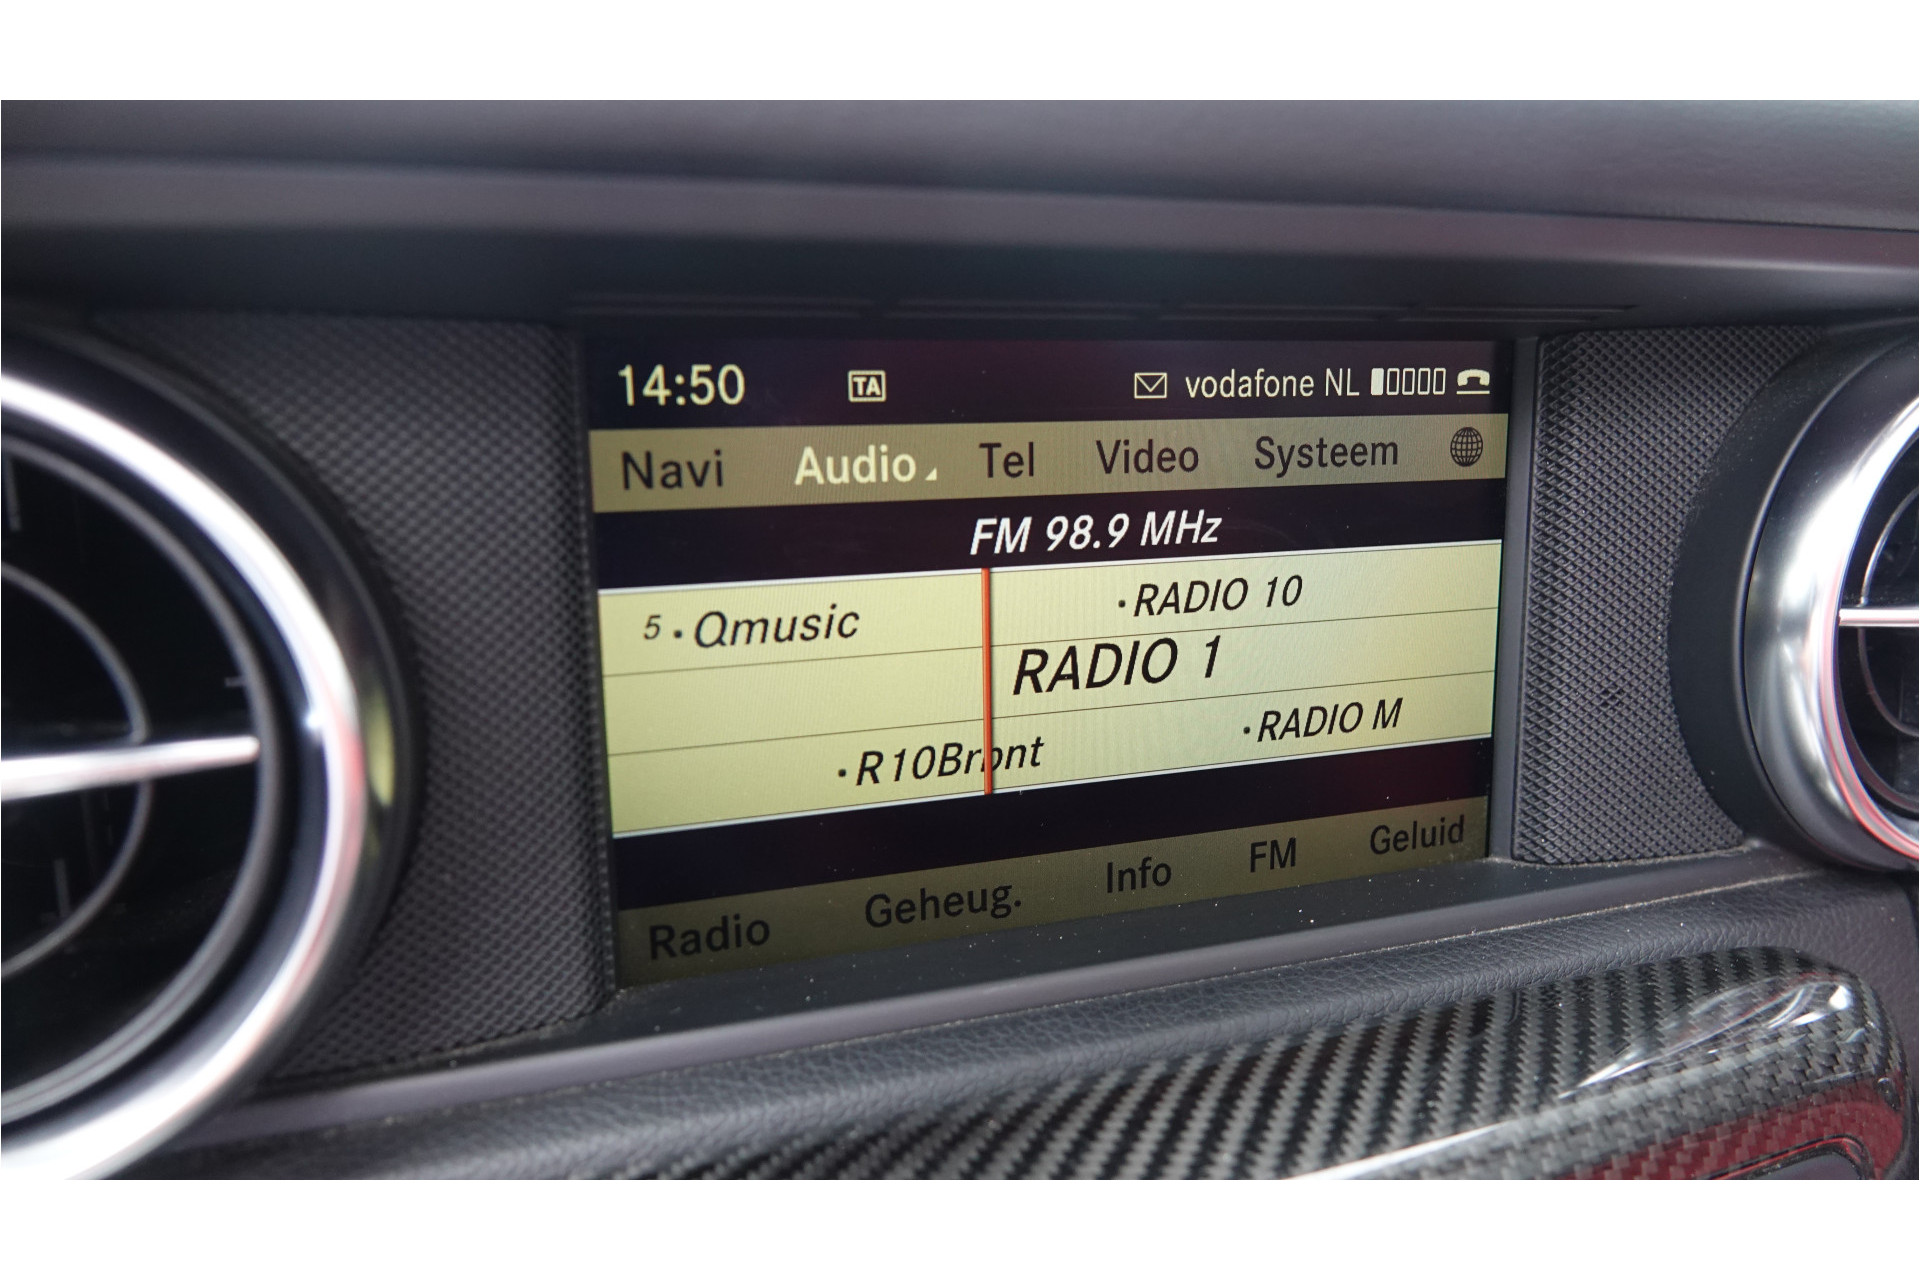 14:50 TA vodafone NL
Navi Audio Tel Video Systeem
FM 98.9 MHz
5 · Qmusic · RADIO 10
RADIO 1
· R10Bront · RADIO M
Radio Geheug. Info FM Geluid